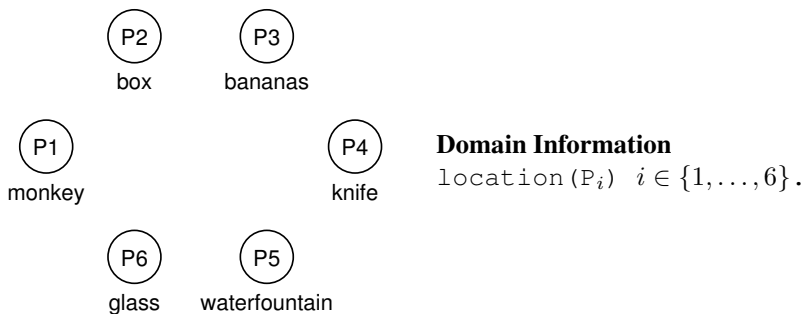 P2
box
P3
bananas
P1
monkey
P4
knife
P6
glass
P5
waterfountain
Domain Information
location(Pᵢ) i ∈ {1,...,6}.